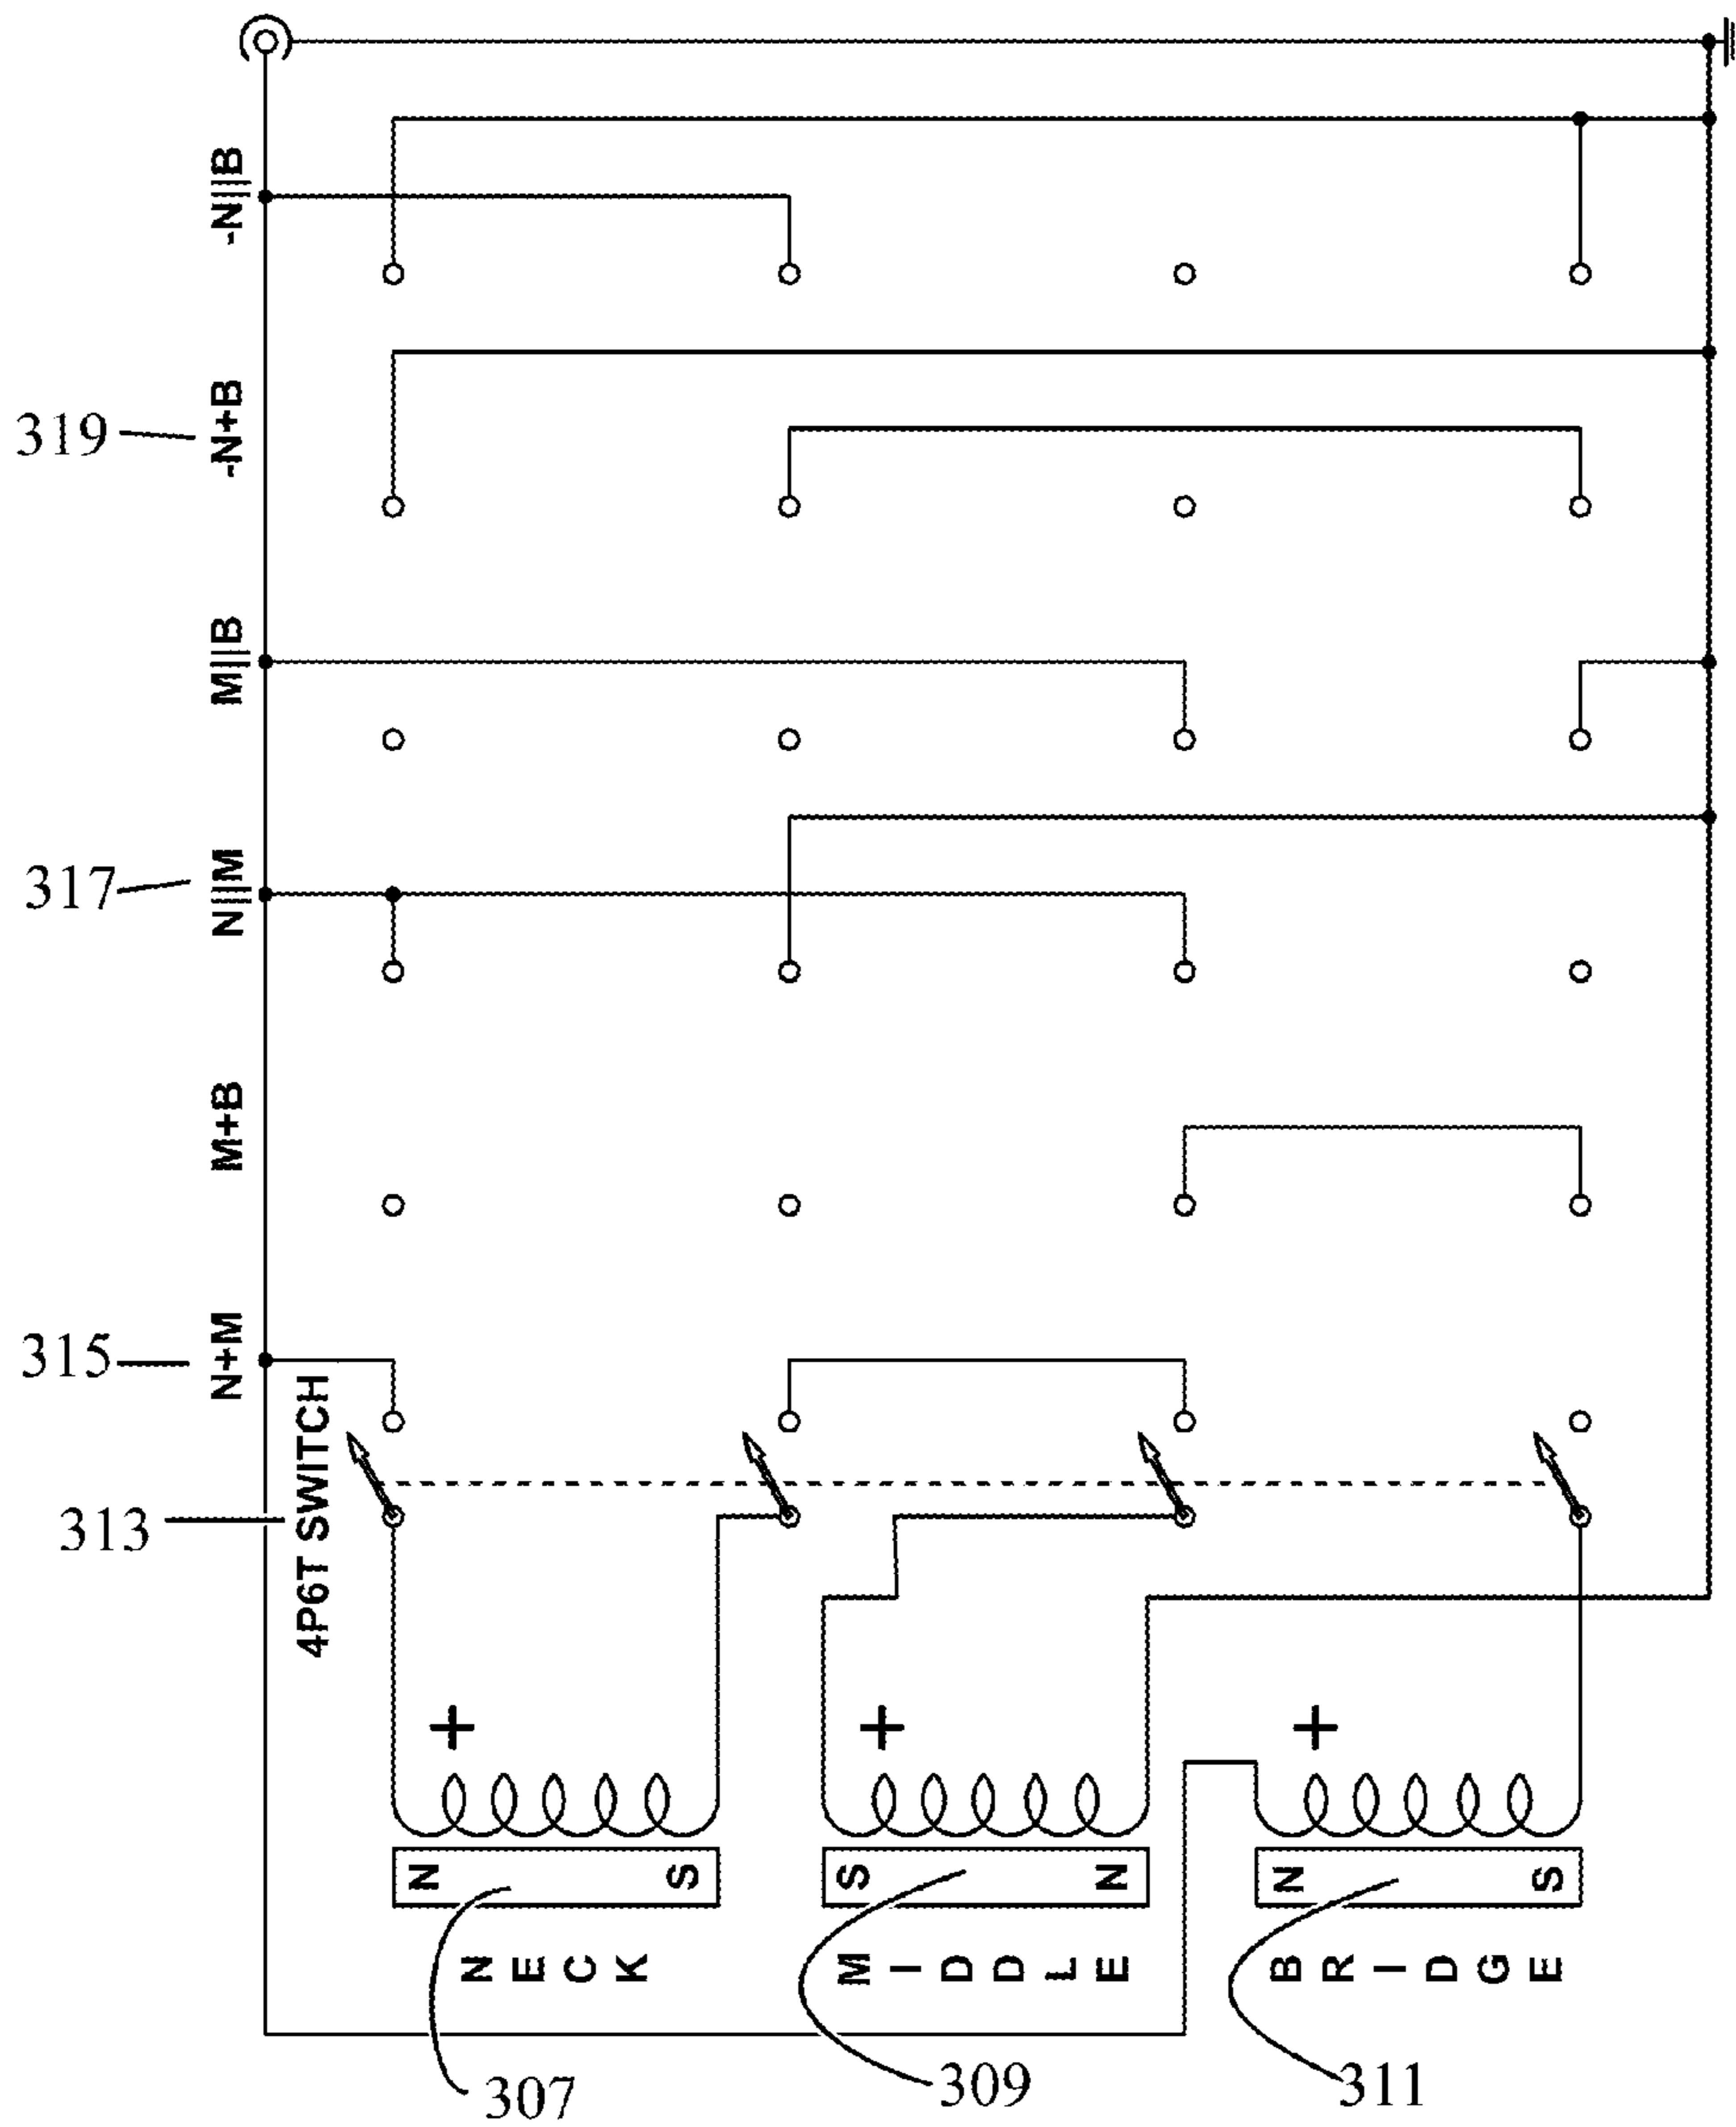 -N||B
319
-N+B
M||B
317
N||M
M+B
315
N+M
313
4P6T SWITCH
+
+
+
N S
S N
N S
NECK
MIDDLE
BRIDGE
307
309
311